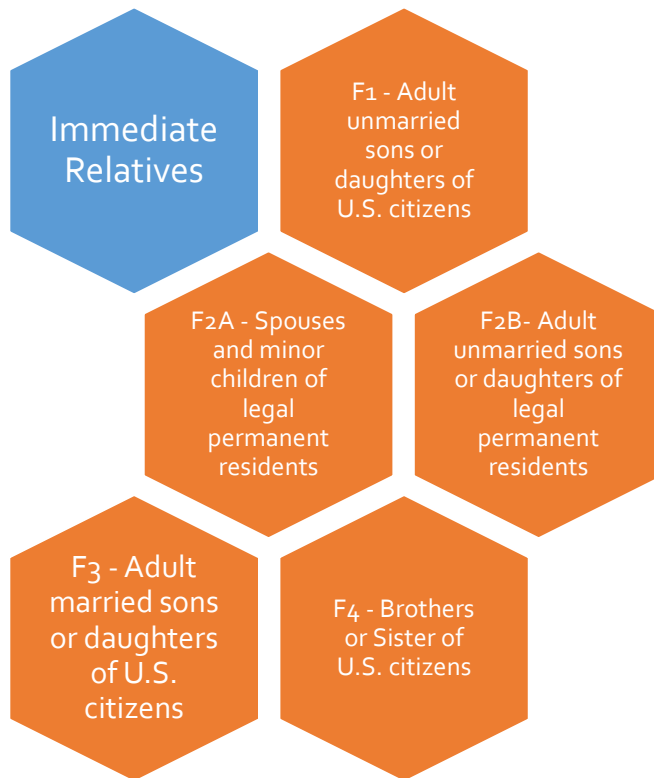 Immediate
Relatives
F1 - Adult
unmarried
sons or
daughters of
U.S. citizens
F2A - Spouses
and minor
children of
legal
permanent
residents
F2B- Adult
unmarried sons
or daughters of
legal
permanent
residents
F3 - Adult
married sons
or daughters
of U.S.
citizens
F4 - Brothers
or Sister of
U.S. citizens